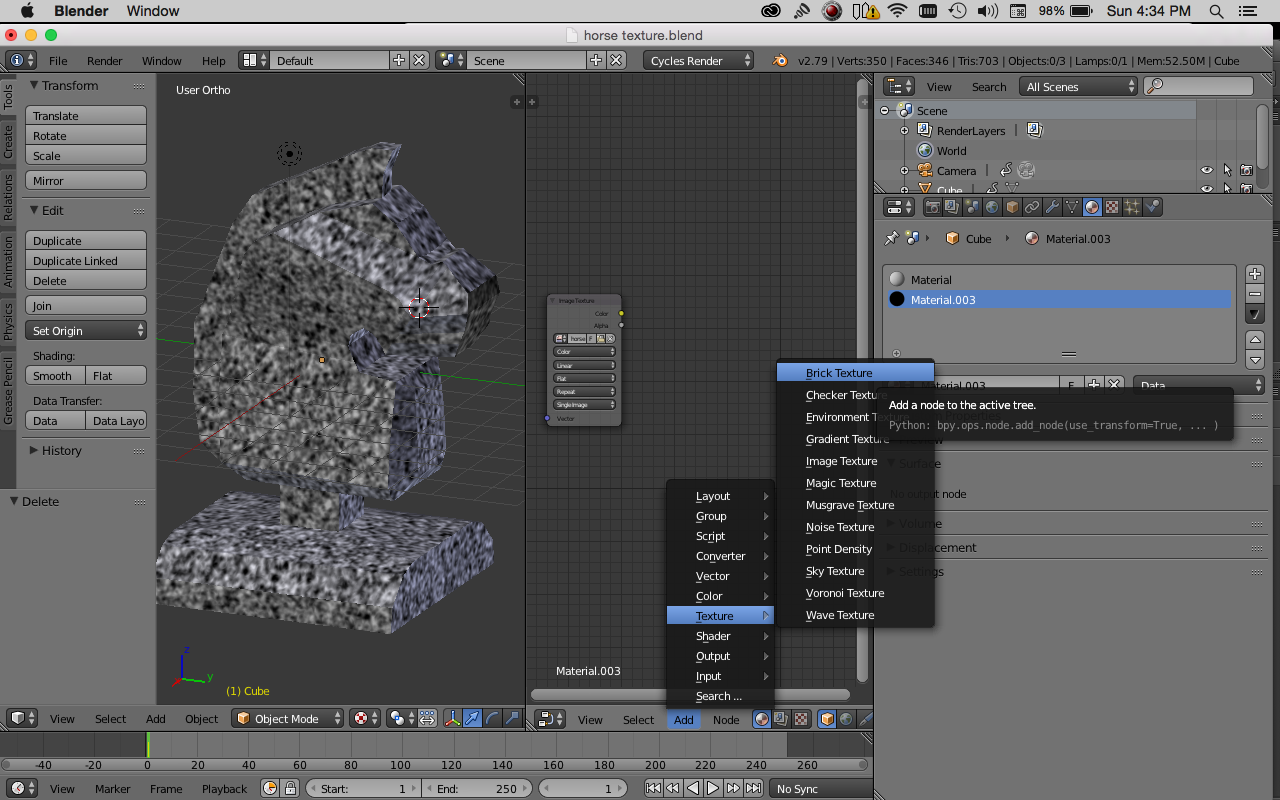 Blender Window 98% Sun 4:34 PM
horse texture.blend
File Render Window Help Default Scene Cycles Render v2.79 | Verts:350 | Faces:346 | Tris:703 | Objects:0/3 | Lamps:0/1 | Mem:52.50M | Cube
Tools
Create
Relations
Animation
Physics
Grease Pencil
Transform
Translate
Rotate
Scale
Mirror
Edit
Duplicate
Duplicate Linked
Delete
Join
Set Origin
Shading:
Smooth Flat
Data Transfer:
Data Data Layo
History
Delete
User Ortho
z
y
(1) Cube
View Select Add Object Object Mode
Image Texture
Color
Alpha
horse F
Color
Linear
Flat
Repeat
Single Image
Vector
Material.003
Layout
Group
Script
Converter
Vector
Color
Texture
Shader
Output
Input
Search ...
Brick Texture
Checker Texture
Environment Texture
Gradient Texture
Image Texture
Magic Texture
Musgrave Texture
Noise Texture
Point Density
Sky Texture
Voronoi Texture
Wave Texture
View Select Add Node
View Search All Scenes
Scene
RenderLayers
World
Camera
Cube
Cube Material.003
Material
Material.003
Material.003 F Data
Add a node to the active tree.
Python: bpy.ops.node.add_node(use_transform=True, ... )
Surface
No output node
Volume
Displacement
Settings
-40 -20 0 20 40 60 80 100 120 140 160 180 200 220 240 260
View Marker Frame Playback Start: 1 End: 250 1 No Sync